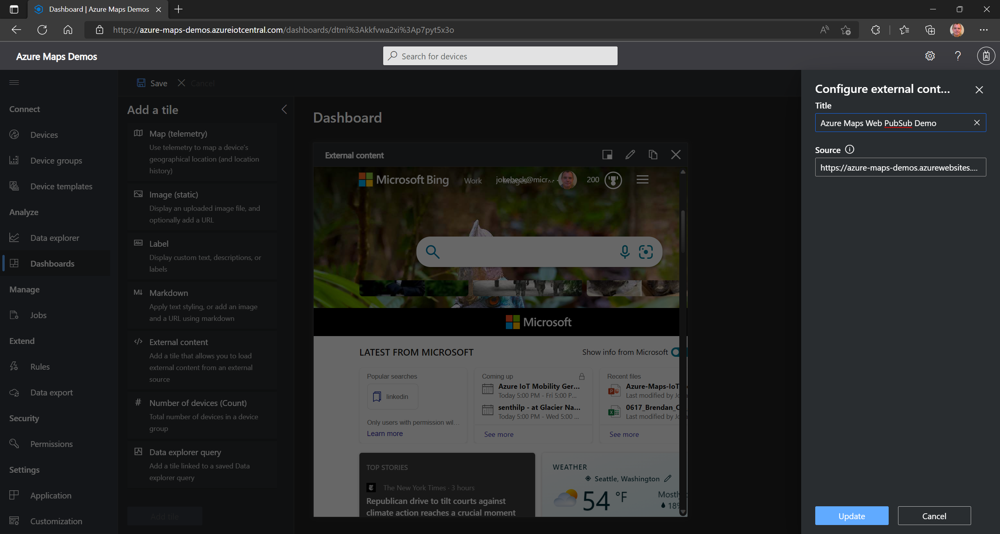 Dashboard | Azure Maps Demos
https://azure-maps-demos.azureiotcentral.com/dashboards/dtmi%3Akkfvwa2xi%3Ap7pyt5x3o
Azure Maps Demos
Search for devices
Connect
Devices
Device groups
Device templates
Analyze
Data explorer
Dashboards
Manage
Jobs
Extend
Rules
Data export
Security
Permissions
Settings
Application
Customization
Save
Cancel
Add a tile
Map (telemetry)
Use telemetry to map a device's
geographical location (and location
history)
Image (static)
Display an uploaded image file, and
optionally add a URL
Abc
Label
Display custom text, descriptions, or
labels
M↓
Markdown
Apply text styling, or add an image
and a URL using markdown
</>
External content
Add a tile that allows you to load
external content from an external
source
#
Number of devices (Count)
Total number of devices in a device
group
Data explorer query
Add a tile linked to a saved Data
explorer query
Add tile
Dashboard
External content
Microsoft Bing
Work
Images
jokebeck@micr...
200
Microsoft
LATEST FROM MICROSOFT
Show info from Microsoft
Popular searches
linkedin
Only users with permission wil...
Learn more
Coming up
Azure IoT Mobility Ger...
Today 5:00 PM - Fri 5:00 P...
senthilp - at Glacier Na...
Today 5:00 PM - Wed 5:00 ...
See more
Recent files
Azure-Maps-IoT
Last modified by Jo
0617_Brendan_C
Last modified by Jo
See more
TOP STORIES
The New York Times · 3 hours
Republican drive to tilt courts against
climate action reaches a crucial moment
WEATHER
Seattle, Washington
54 °F
Mostly
18%
Configure external cont...
Title
Azure Maps Web PubSub Demo
Source
https://azure-maps-demos.azurewebsites....
Update
Cancel